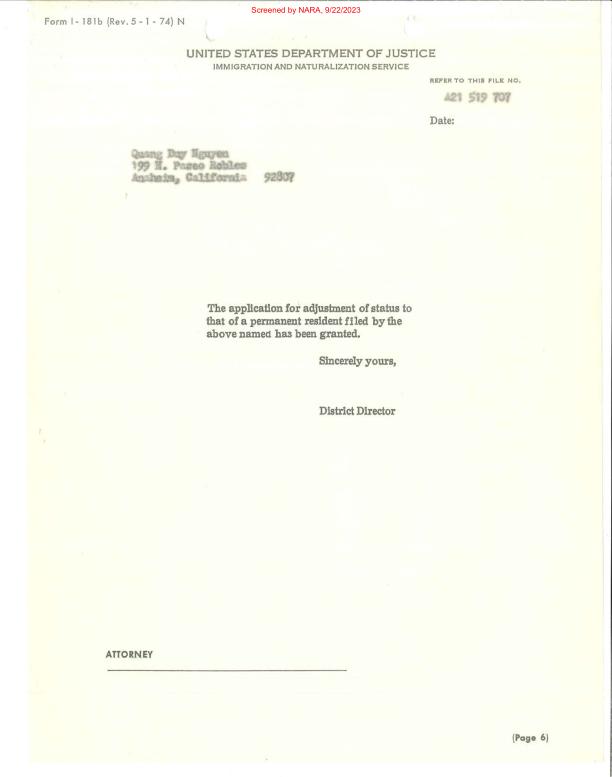 Screened by NARA, 9/22/2023
Form I-181b (Rev. 5-1-74) N
UNITED STATES DEPARTMENT OF JUSTICE
IMMIGRATION AND NATURALIZATION SERVICE
REFER TO THIS FILE NO.
A21 519 707
Date:
Quang Duy Nguyen
199 N. Paseo Robles
Anaheim, California 92807
The application for adjustment of status to
that of a permanent resident filed by the
above named has been granted.
Sincerely yours,
District Director
ATTORNEY
(Page 6)